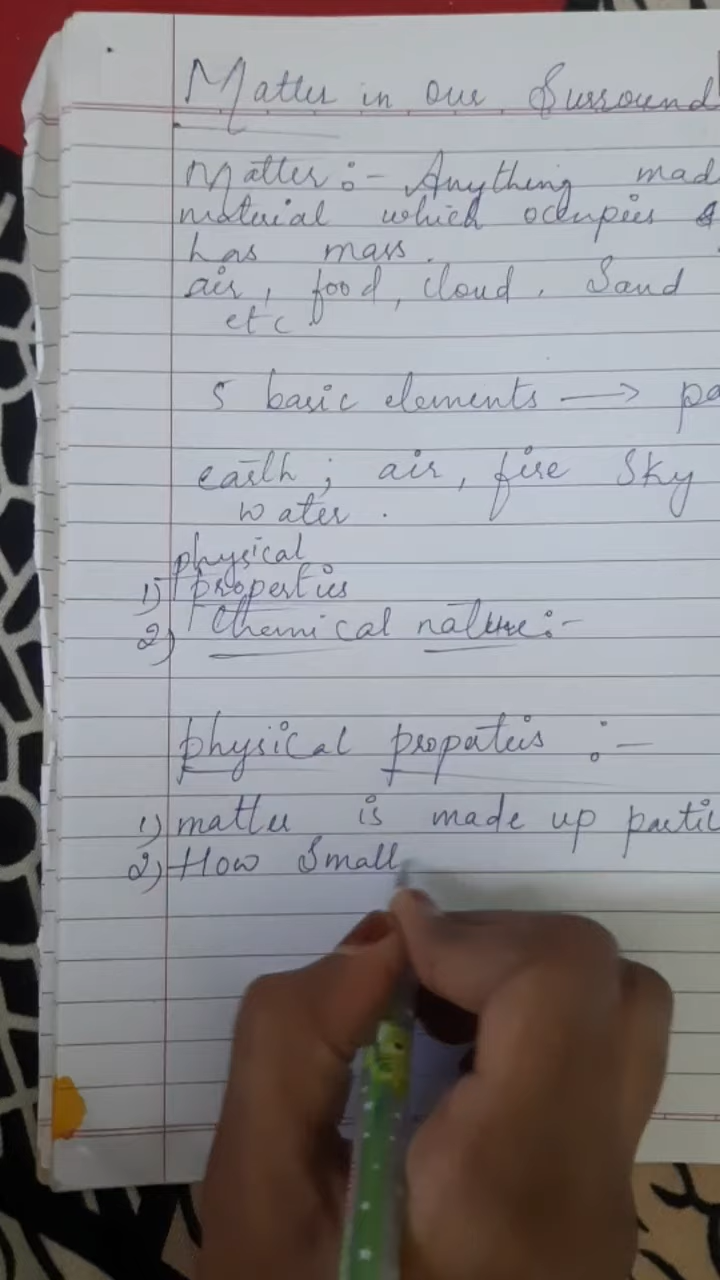 Matter in our Surround
Matter :- Anything mad
material which occupies
has mass.
air, food, cloud, Sand
etc
5 basic elements → pa
earth ; air, fire Sky
water.
physical
1) properties
2) Chemical nature :-
physical properteis :-
1) matter is made up partic
2) How Small